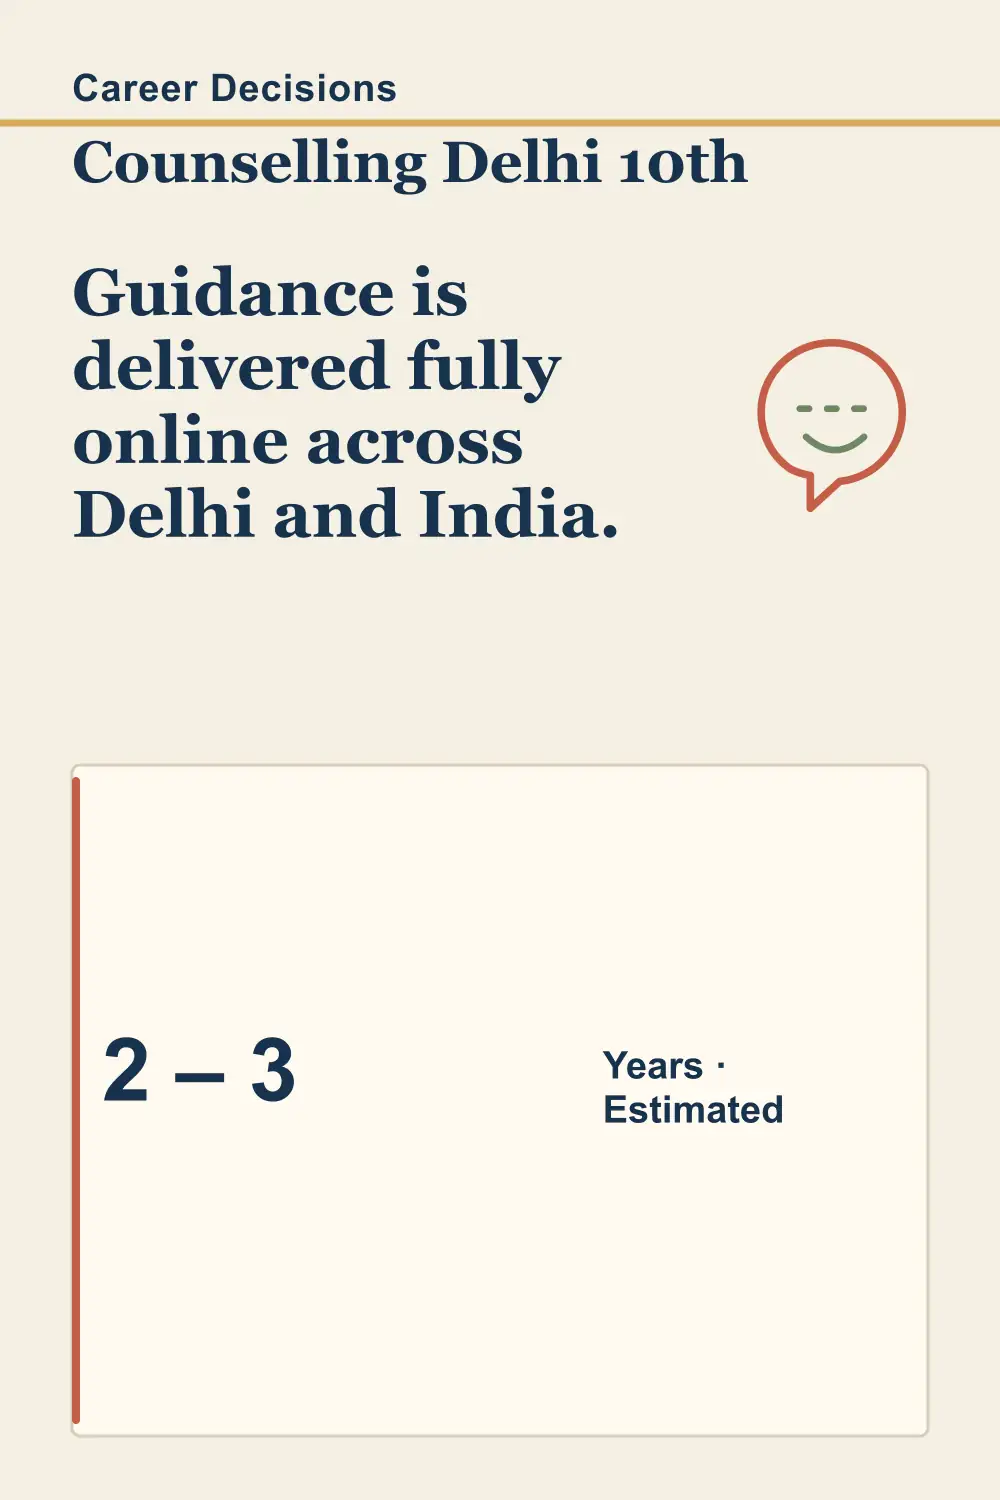 Career Decisions
Counselling Delhi 10th
Guidance is
delivered fully
online across
Delhi and India.
2 – 3
Years ·
Estimated